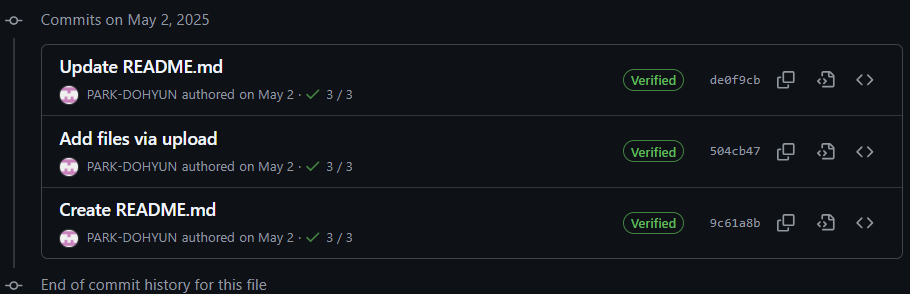 Commits on May 2, 2025
Update README.md
Verified
de0f9cb
PARK-DOHYUN authored on May 2 · 3 / 3
Add files via upload
Verified
504cb47
PARK-DOHYUN authored on May 2 · 3 / 3
Create README.md
Verified
9c61a8b
PARK-DOHYUN authored on May 2 · 3 / 3
End of commit history for this file